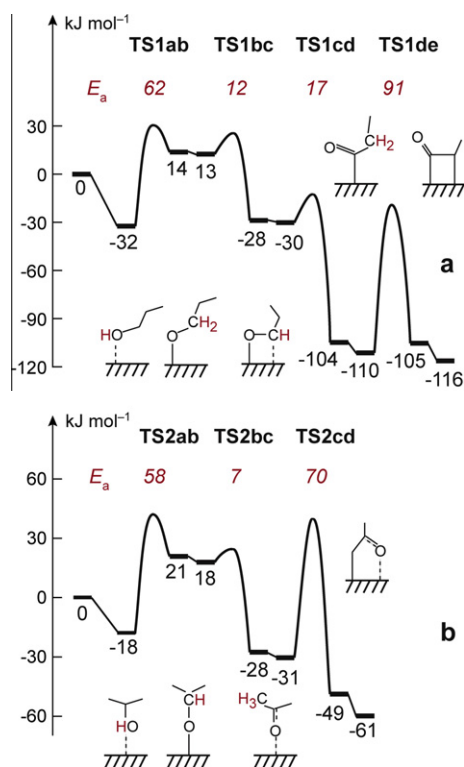 kJ mol⁻¹
TS1ab TS1bc TS1cd TS1de
Eₐ 62 12 17 91
30
0
-30
-60
-90
-120
0
-32
14 13
-28 -30
-104 -110
-105 -116
O CH₂
O
a
HO
O CH₂
O CH
kJ mol⁻¹
TS2ab TS2bc TS2cd
Eₐ 58 7 70
60
30
0
-30
-60
0
-18
21 18
-28 -31
-49 -61
O
b
HO
CH
O
H₃C
O